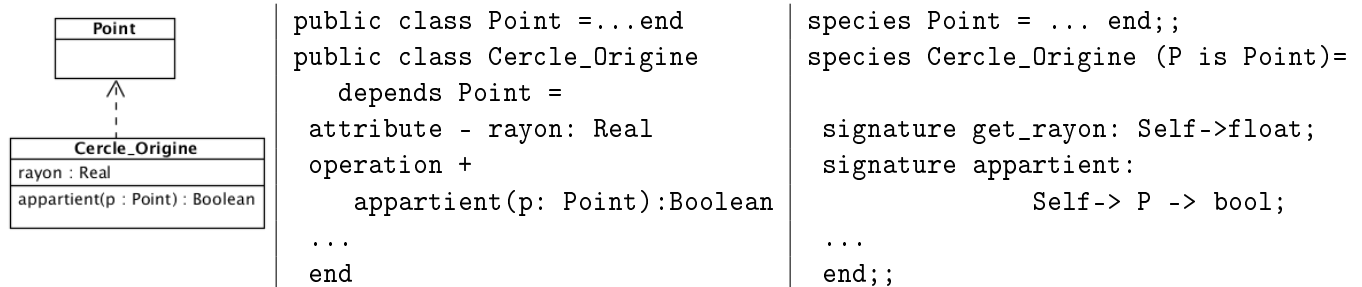 Point
Cercle_Origine
rayon : Real
appartient(p : Point) : Boolean
public class Point =...end
public class Cercle_Origine
depends Point =
attribute - rayon: Real
operation +
appartient(p: Point):Boolean
...
end
species Point = ... end;;
species Cercle_Origine (P is Point)=
signature get_rayon: Self->float;
signature appartient:
Self-> P -> bool;
...
end;;